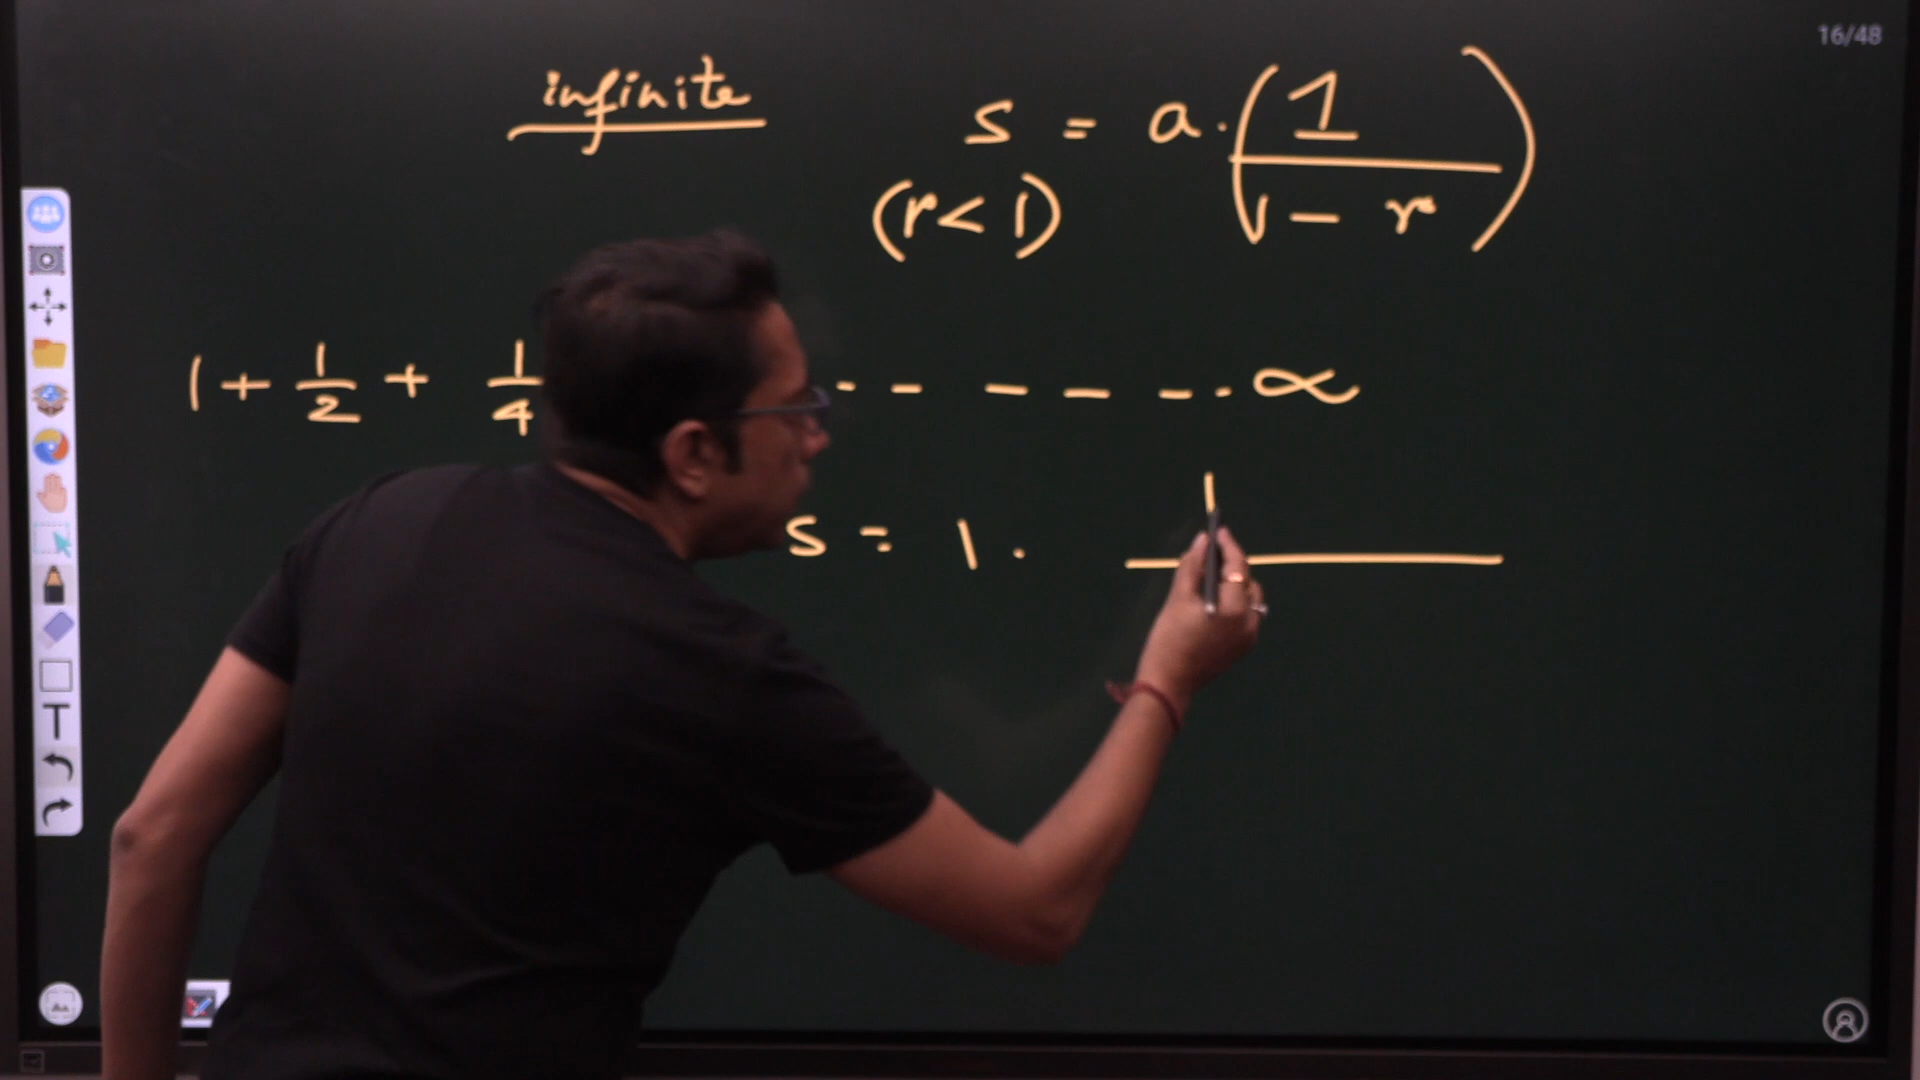 16/48
infinite S = a·(1/(1 - r))
(r < 1)
1 + 1/2 + 1/4 - - - - - - ∝
S = 1 · 1
T